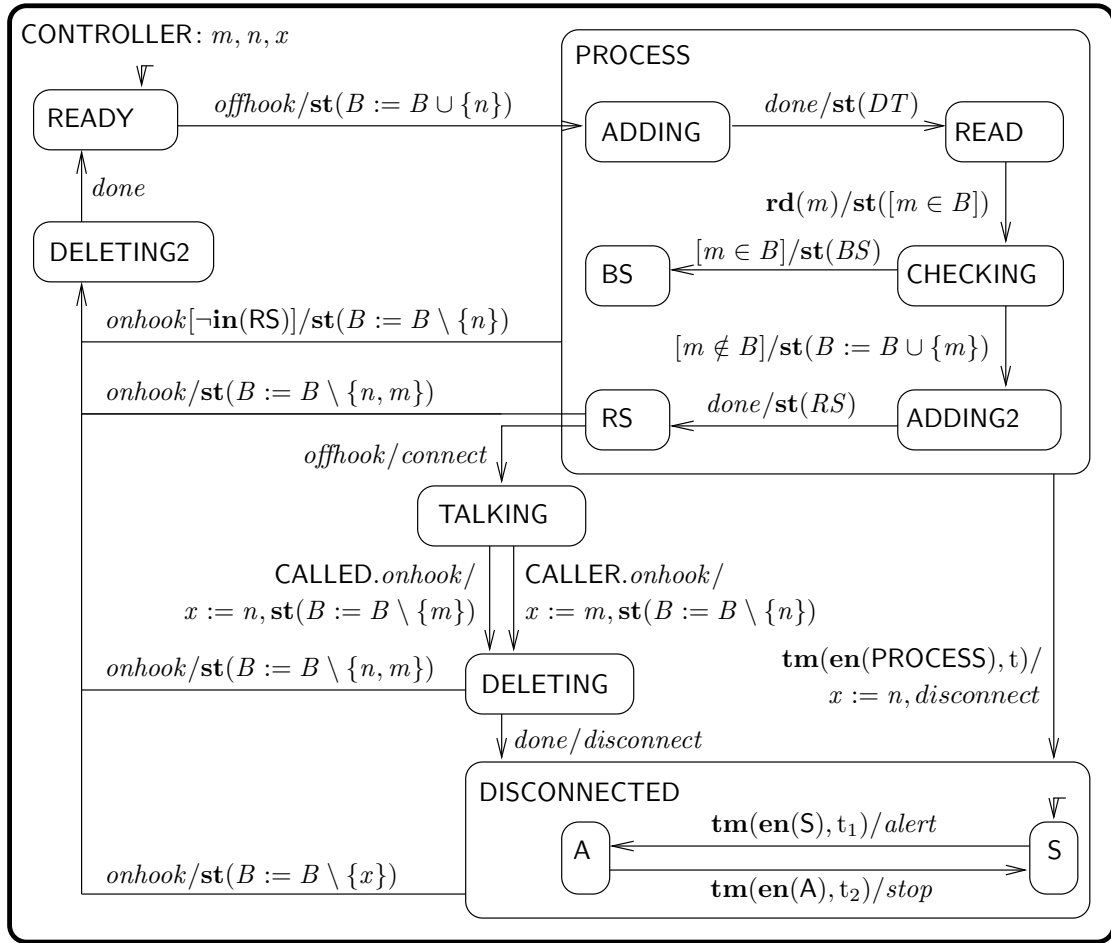 CONTROLLER: m, n, x
PROCESS
READY
offhook/st(B := B ∪ {n})
ADDING
done/st(DT)
READ
done
rd(m)/st([m ∈ B])
DELETING2
BS
[m ∈ B]/st(BS)
CHECKING
onhook[¬in(RS)]/st(B := B \ {n})
[m ∉ B]/st(B := B ∪ {m})
onhook/st(B := B \ {n, m})
RS
done/st(RS)
ADDING2
offhook/connect
TALKING
CALLED.onhook/
x := n, st(B := B \ {m})
CALLER.onhook/
x := m, st(B := B \ {n})
onhook/st(B := B \ {n, m})
DELETING
tm(en(PROCESS), t)/
x := n, disconnect
done/disconnect
DISCONNECTED
tm(en(S), t₁)/alert
A
S
tm(en(A), t₂)/stop
onhook/st(B := B \ {x})